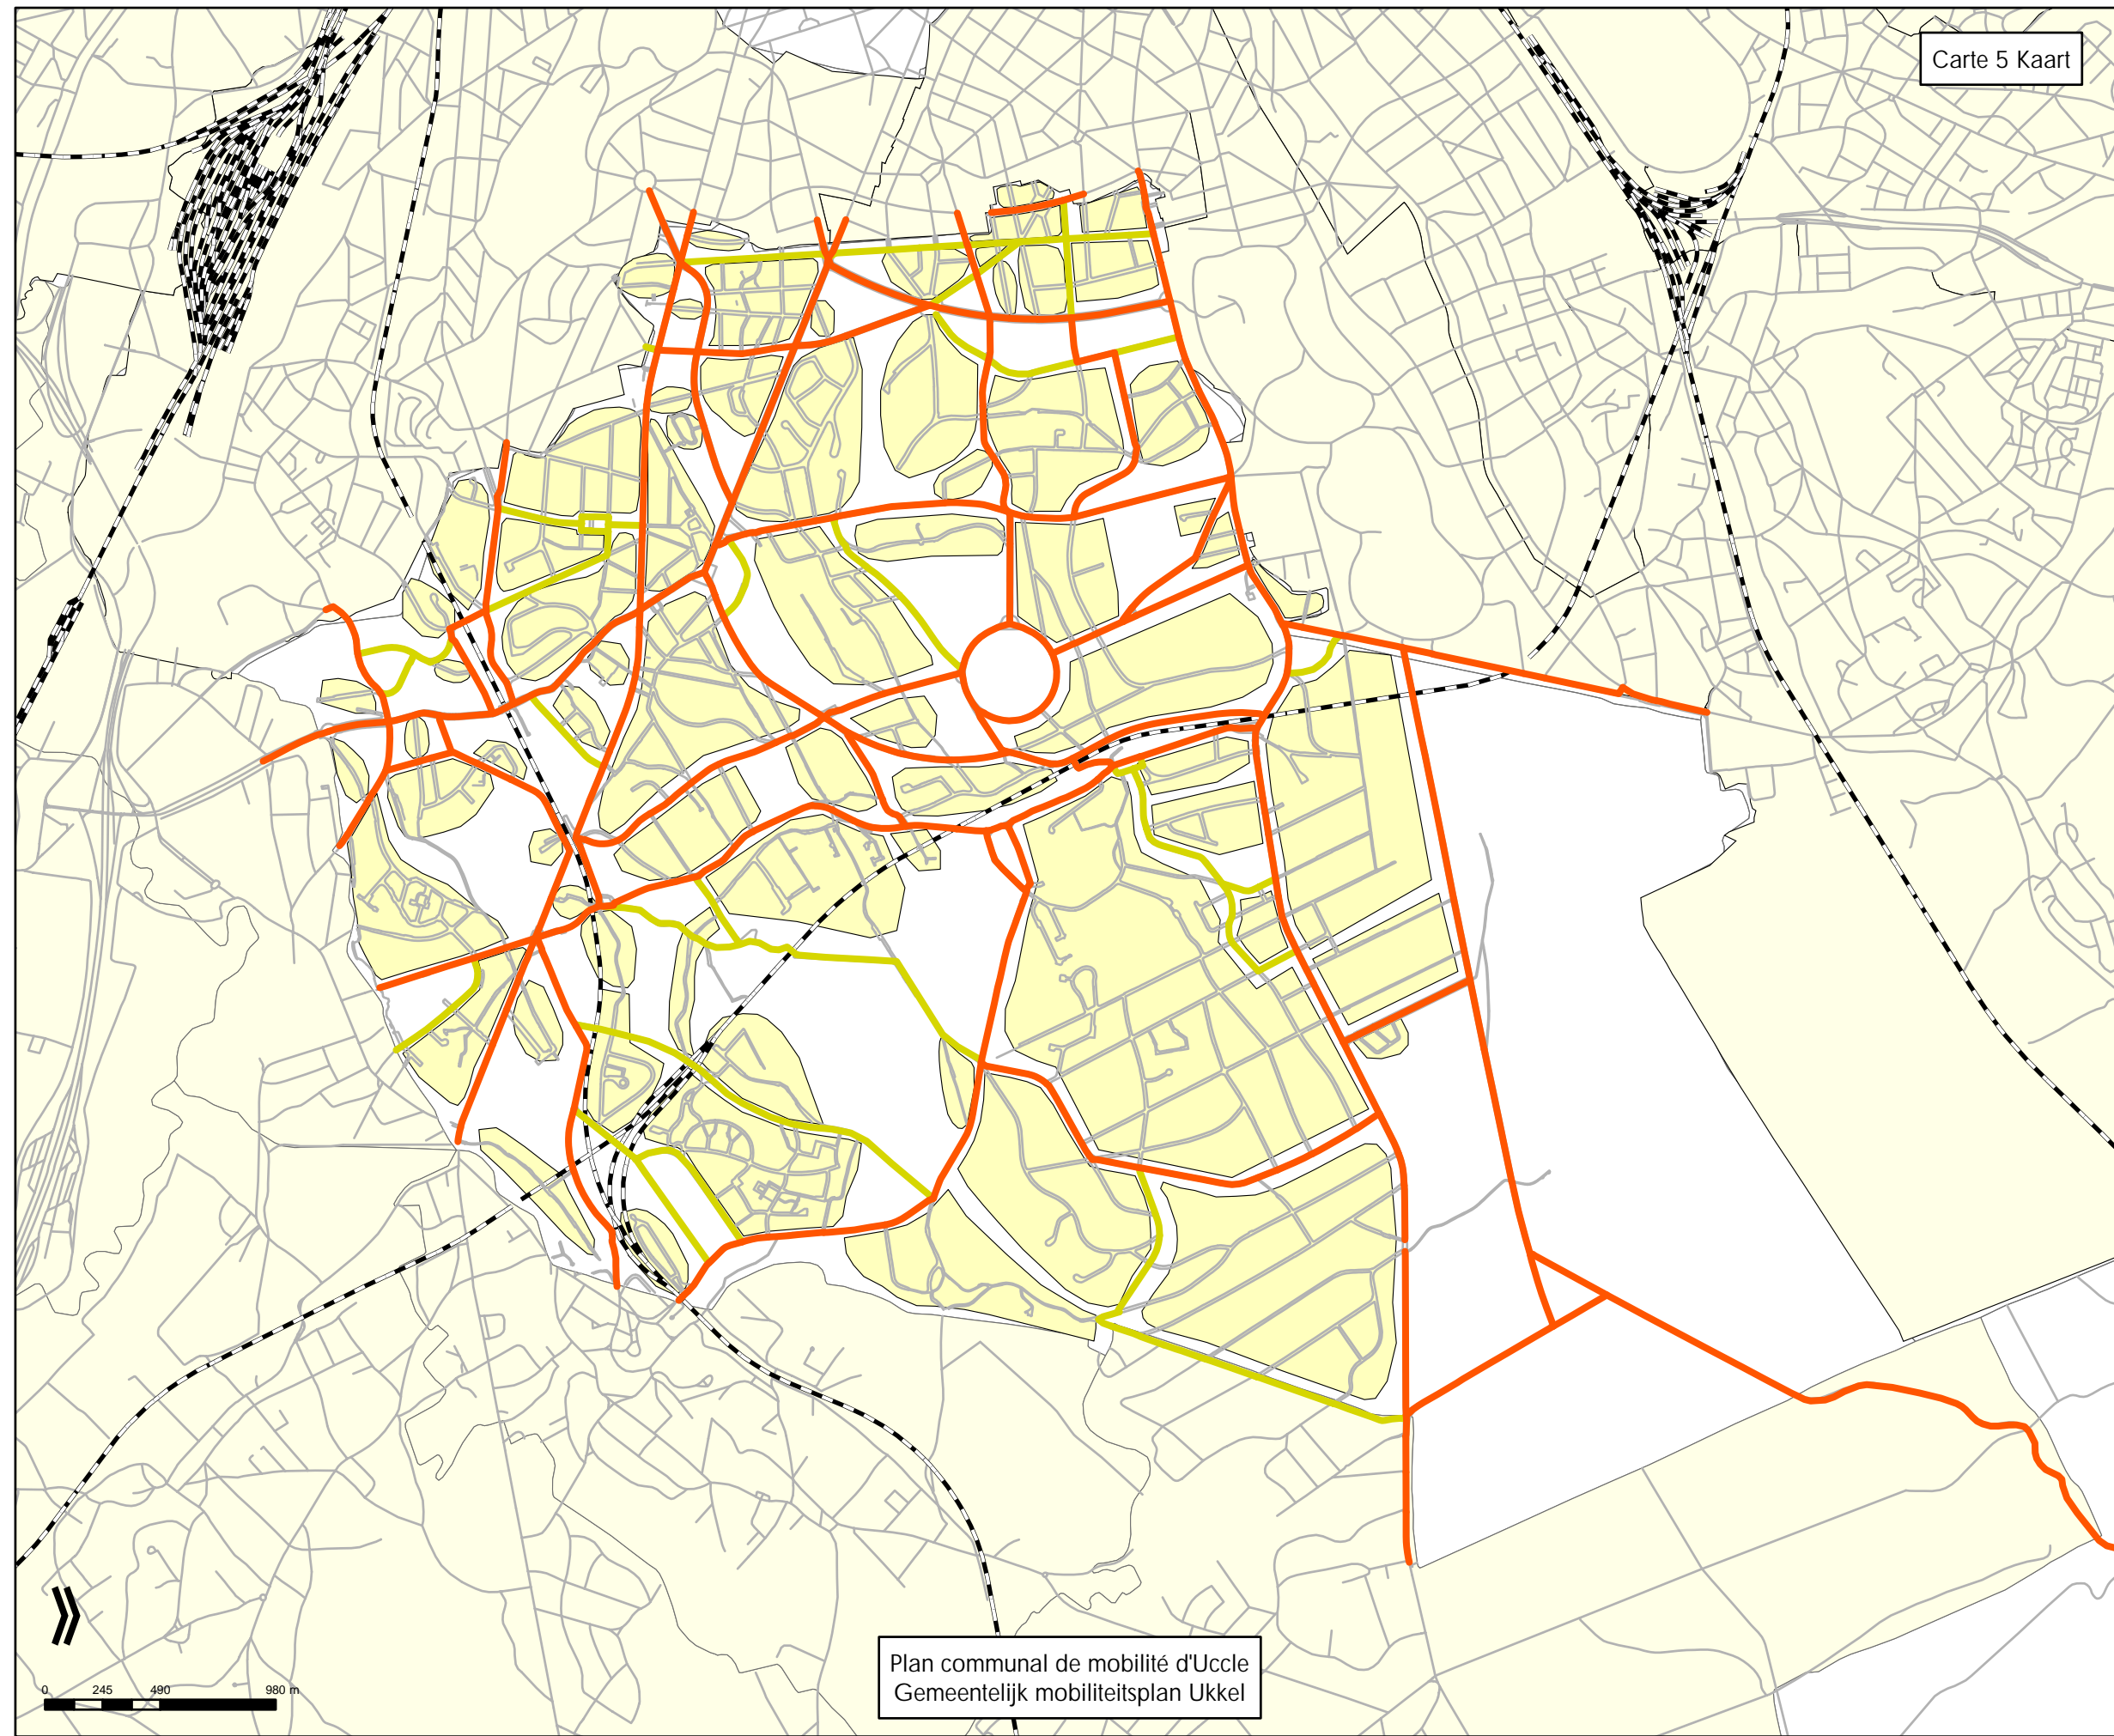 Carte 5 Kaart
0 245 490 980 m
Plan communal de mobilité d'Uccle
Gemeentelijk mobiliteitsplan Ukkel